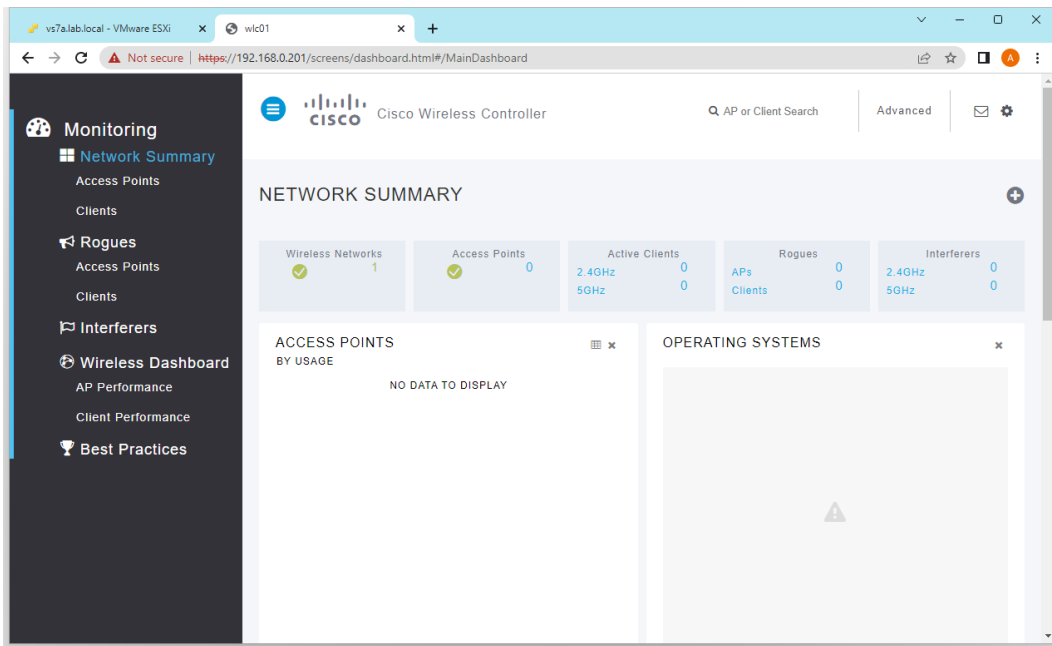 vs7a.lab.local - VMware ESXi
wlc01
Not secure | https://192.168.0.201/screens/dashboard.html#/MainDashboard
A
Monitoring
Network Summary
Access Points
Clients
Rogues
Access Points
Clients
Interferers
Wireless Dashboard
AP Performance
Client Performance
Best Practices
CISCO Cisco Wireless Controller
AP or Client Search
Advanced
NETWORK SUMMARY
Wireless Networks
1
Access Points
0
Active Clients
2.4GHz 0
5GHz 0
Rogues
APs 0
Clients 0
Interferers
2.4GHz 0
5GHz 0
ACCESS POINTS
BY USAGE
NO DATA TO DISPLAY
OPERATING SYSTEMS